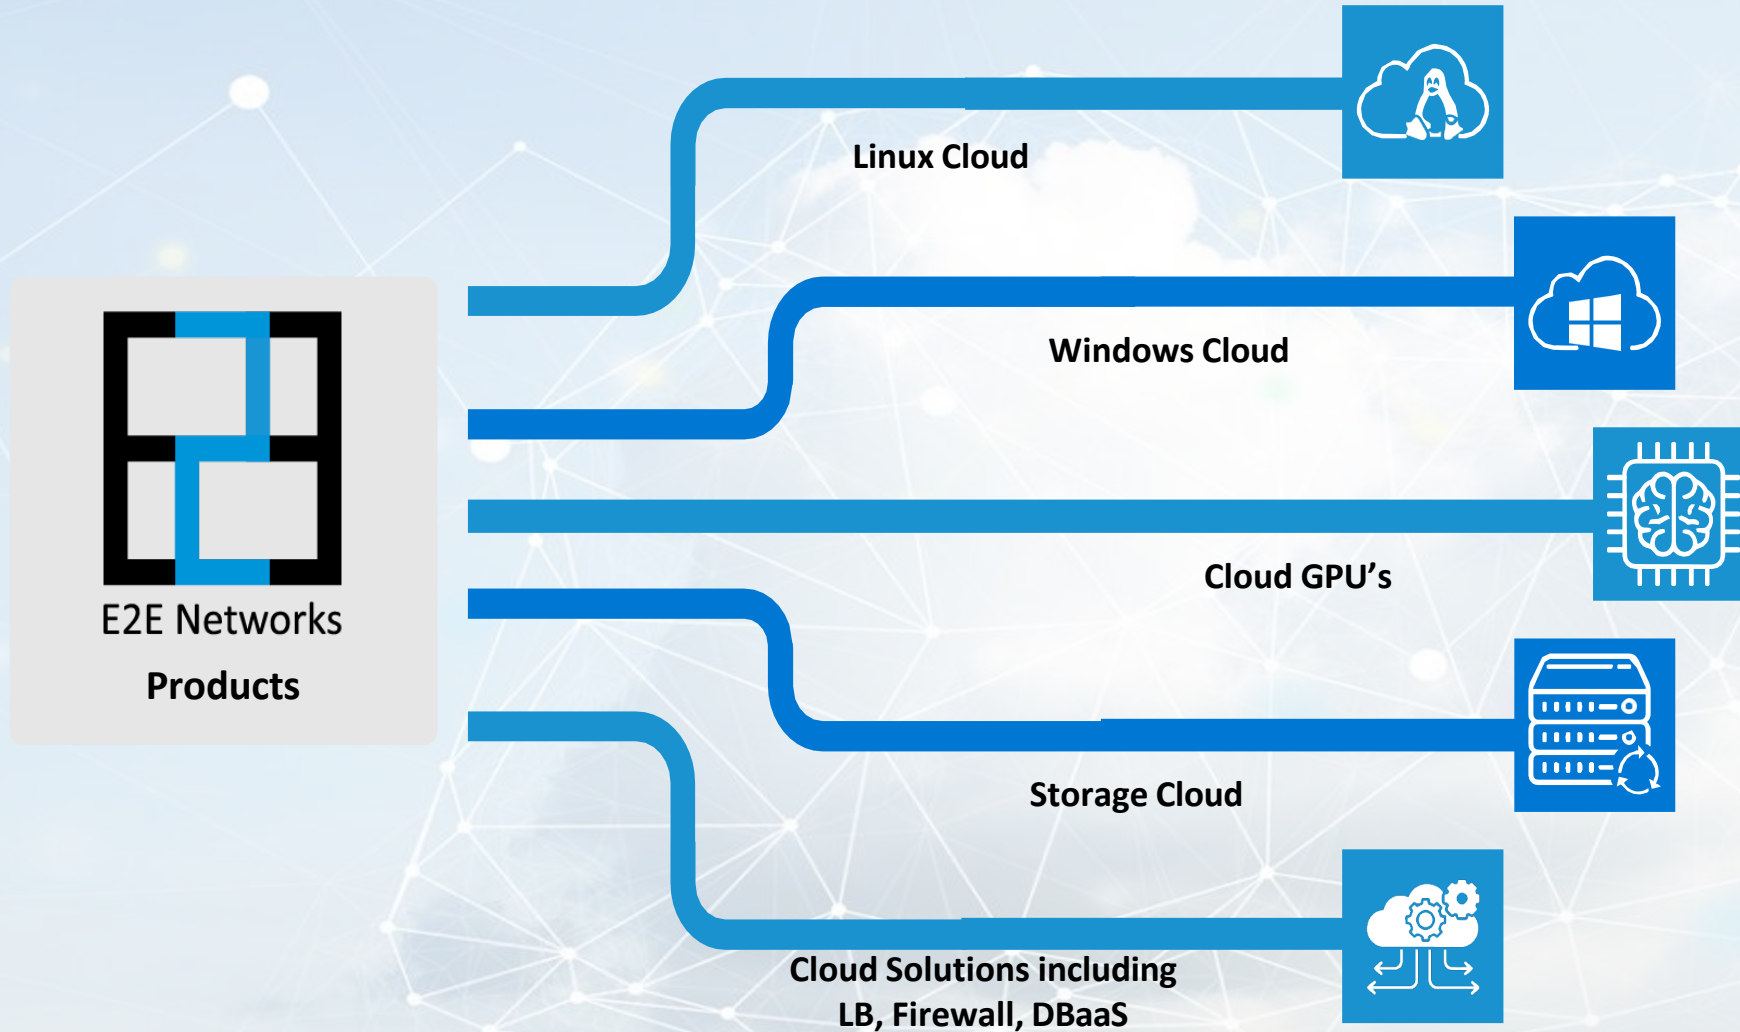 E2E Networks
Products
Linux Cloud
Windows Cloud
Cloud GPU’s
Storage Cloud
Cloud Solutions including
LB, Firewall, DBaaS